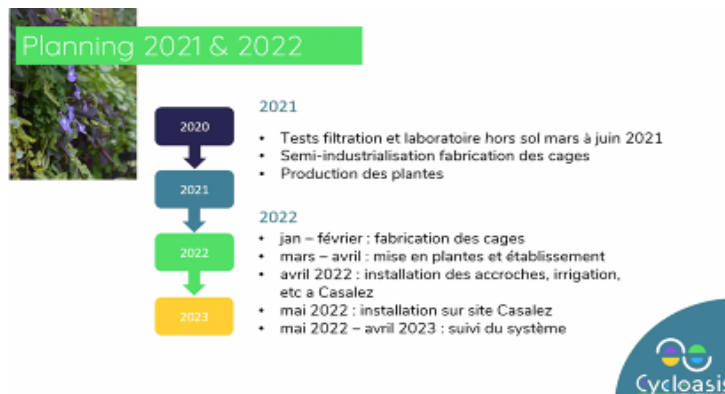 Planning 2021 & 2022
2020
2021
2022
2023
2021
• Tests filtration et laboratoire hors sol mars à juin 2021
• Semi-industrialisation fabrication des cages
• Production des plantes
2022
• jan – février : fabrication des cages
• mars – avril : mise en plantes et établissement
• avril 2022 : installation des accroches, irrigation,
etc a Casalez
• mai 2022 : installation sur site Casalez
• mai 2022 – avril 2023 : suivi du système
Cycloasis